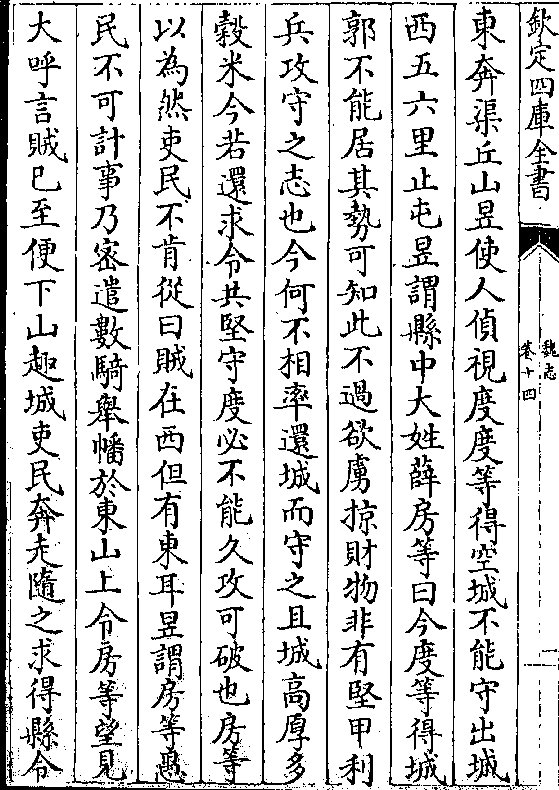 欽定四庫全書
魏志
卷十四
東奔渠丘山昱使人偵視度度等得空城不能守出城
西五六里止屯昱謂縣中大姓薛房等曰今度等得城
郭不能居其勢可知此不過欲虜掠財物非有堅甲利
兵攻守之志也今何不相率還城而守之且城高厚多
穀米今若還求令共堅守度必不能久攻可破也房等
以為然吏民不肯從曰賊在西但有東耳昱謂房等愚
民不可計事乃密遣數騎舉幡於東山上令房等望見
大呼言賊已至便下山趣城吏民奔走隨之求得縣令